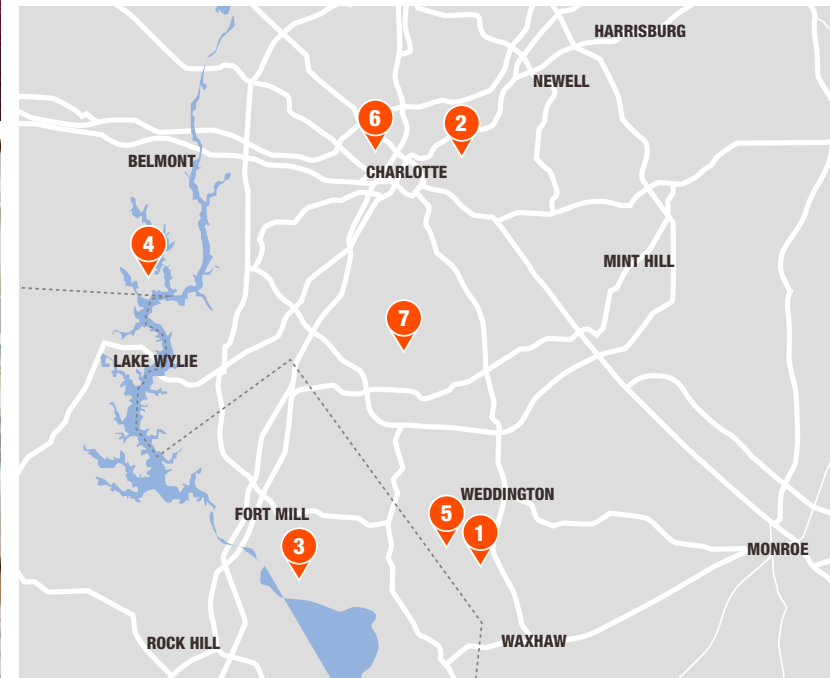 HARRISBURG
NEWELL
6
2
BELMONT
CHARLOTTE
4
MINT HILL
7
LAKE WYLIE
WEDDINGTON
5
FORT MILL
1
3
MONROE
ROCK HILL
WAXHAW